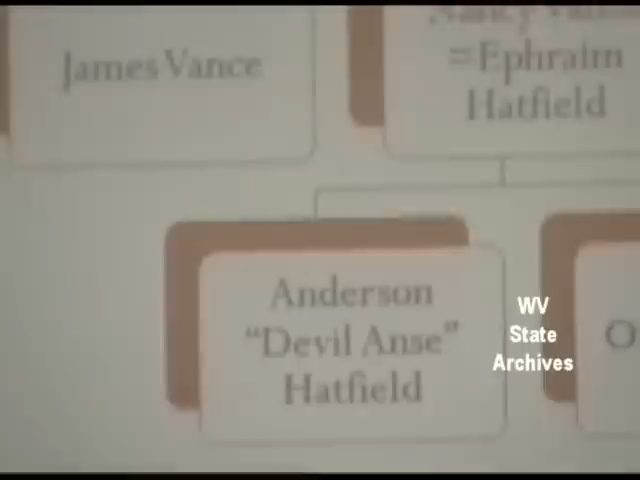 James Vance
=Ephraim
Hatfield
Anderson
"Devil Anse"
Hatfield
WV
State
Archives
O